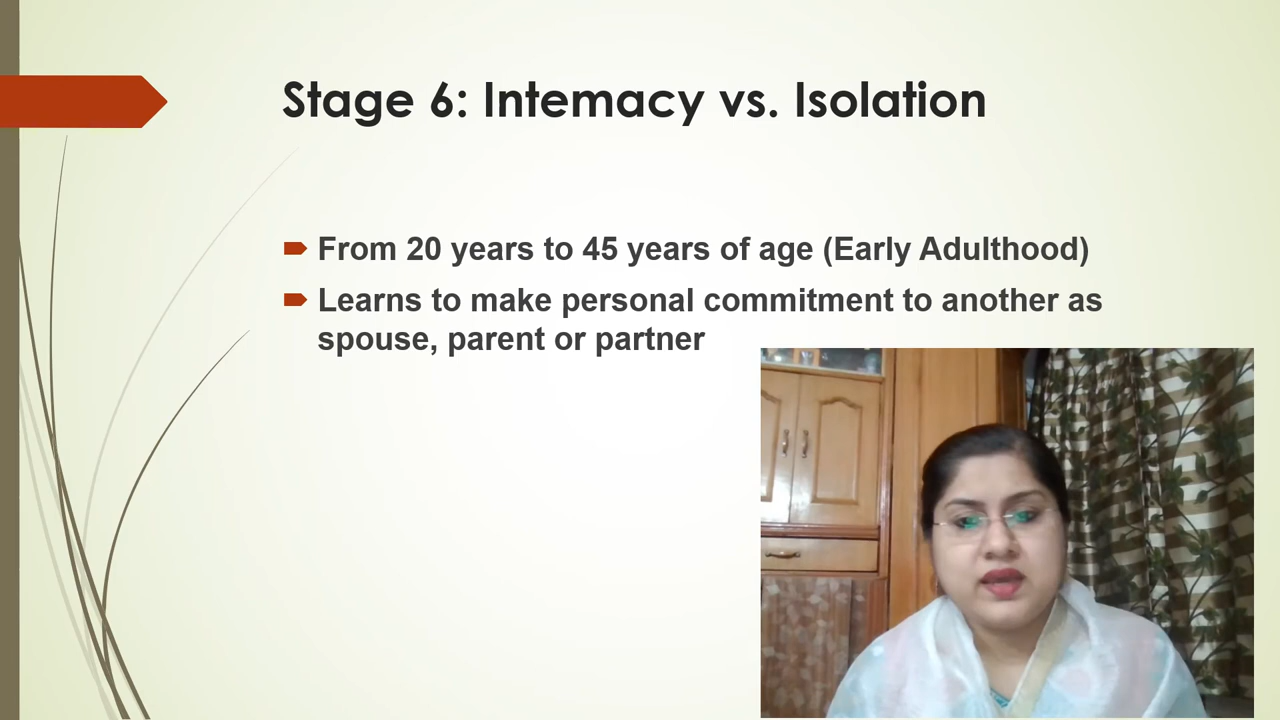 Stage 6: Intemacy vs. Isolation
From 20 years to 45 years of age (Early Adulthood)
Learns to make personal commitment to another as
spouse, parent or partner